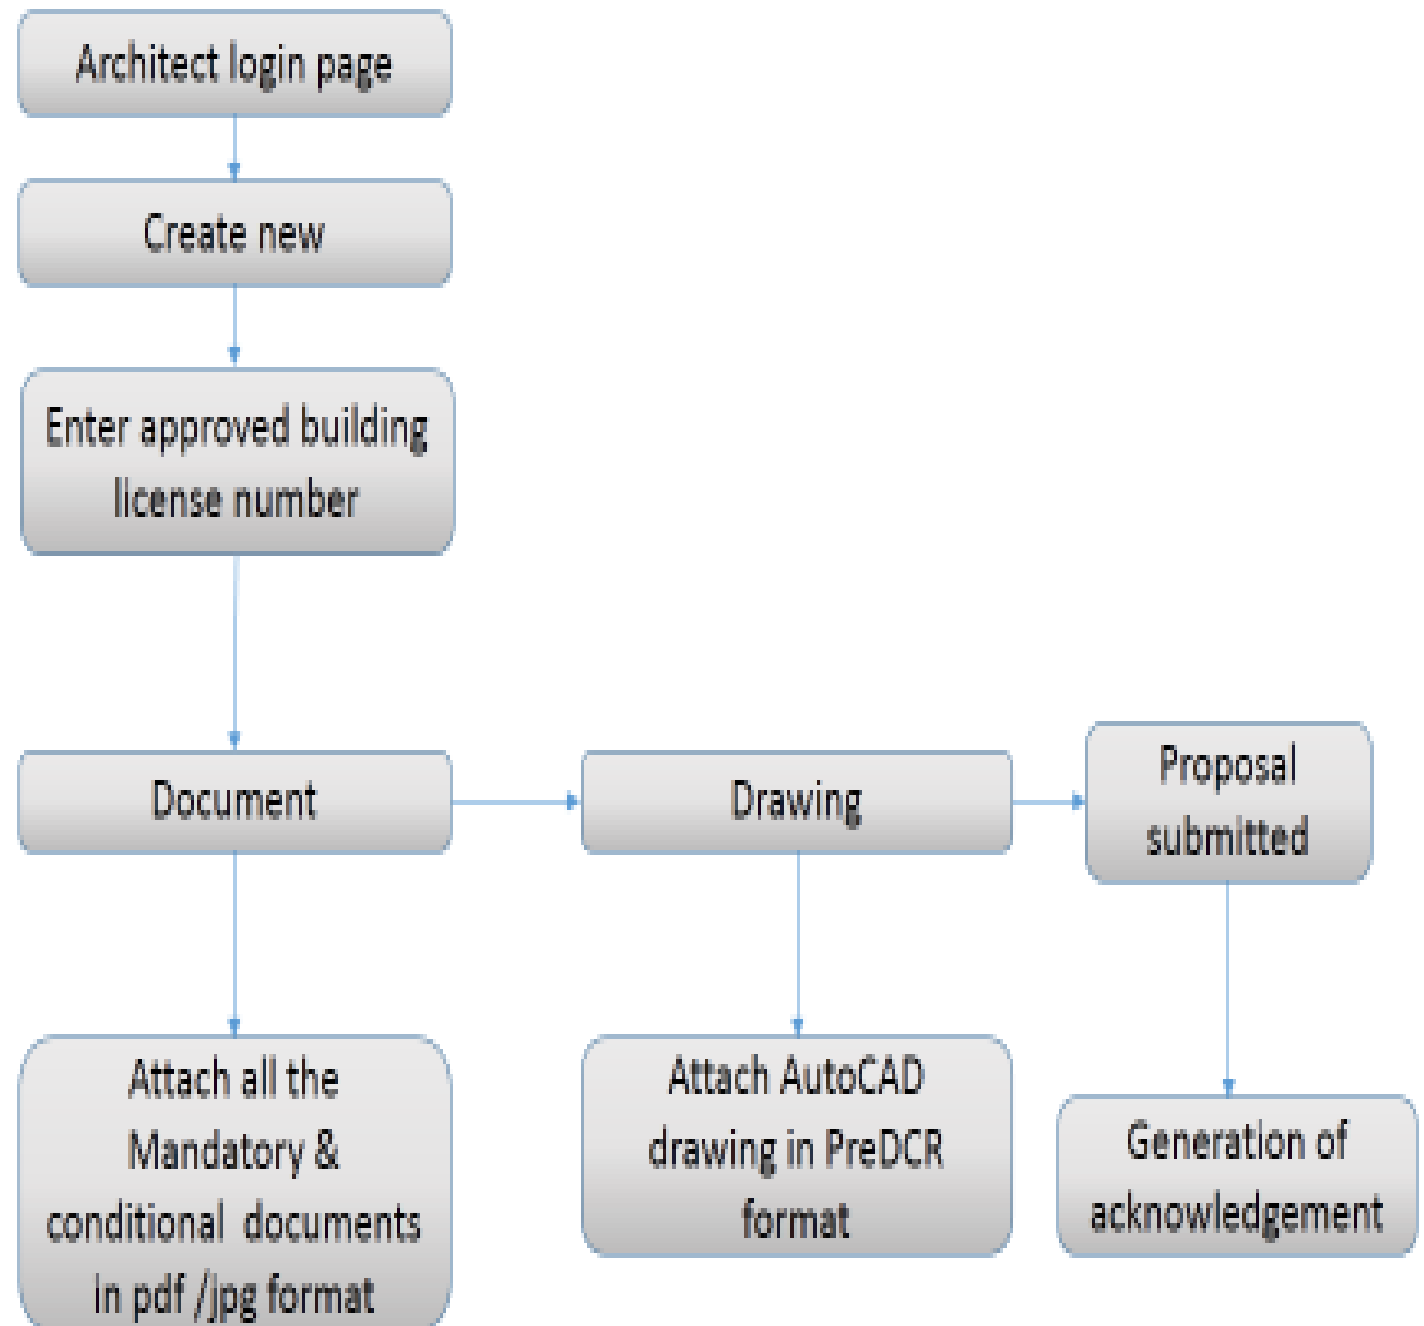 Architect login page
Create new
Enter approved building
license number
Document
Drawing
Proposal
submitted
Attach all the
Mandatory &
conditional documents
in pdf /jpg format
Attach AutoCAD
drawing in PreDCR
format
Generation of
acknowledgement